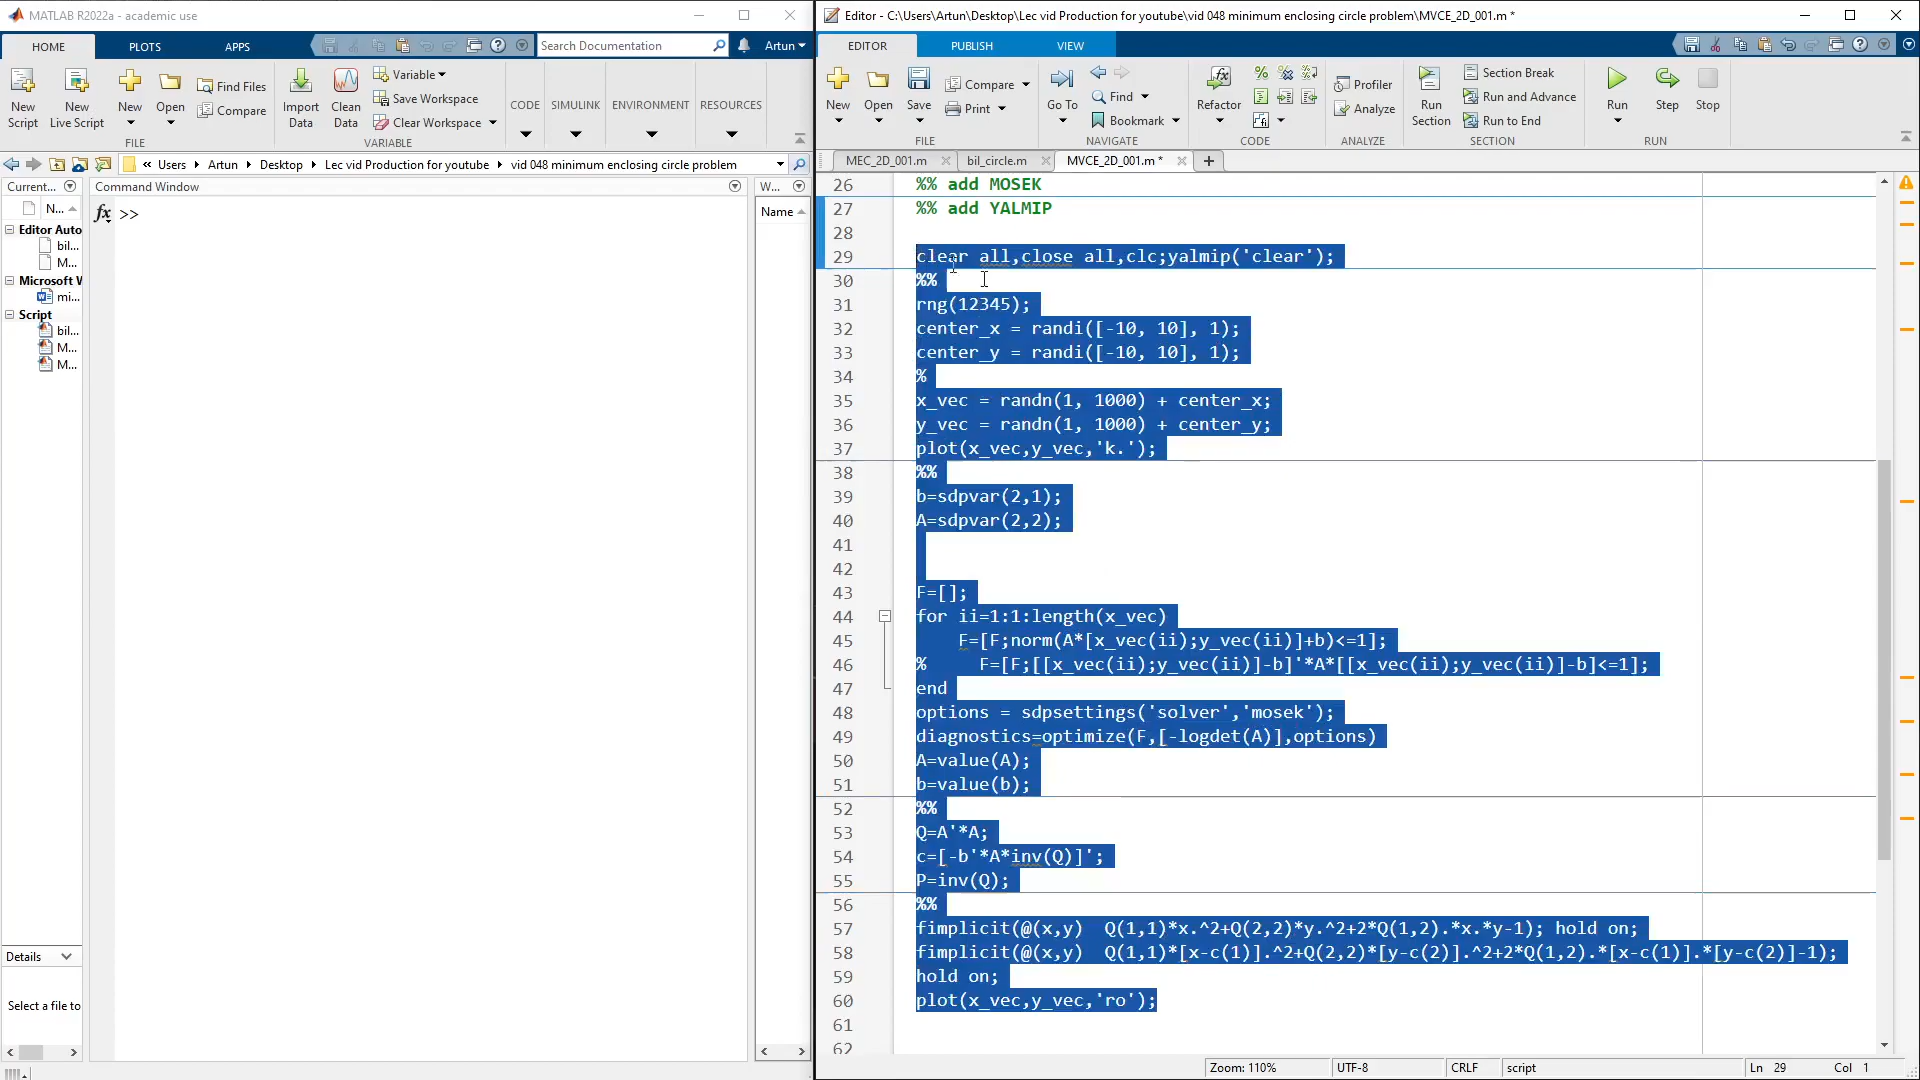 MATLAB R2022a - academic use
HOME PLOTS APPS
Search Documentation
Artun
New Script
New Live Script
New
Open
Find Files
Compare
Import Data
Clean Data
Variable
Save Workspace
Clear Workspace
CODE SIMULINK ENVIRONMENT RESOURCES
FILE VARIABLE
« Users › Artun › Desktop › Lec vid Production for youtube › vid 048 minimum enclosing circle problem
Current...
N...
Editor Auto
bil...
M...
Microsoft W
mi...
Script
bil...
M...
M...
Details
Select a file to
Command Window
fx >>
W...
Name
Editor - C:\Users\Artun\Desktop\Lec vid Production for youtube\vid 048 minimum enclosing circle problem\MVCE_2D_001.m *
EDITOR PUBLISH VIEW
New
Open
Save
Compare
Print
Go To
Find
Bookmark
Refactor
Profiler
Analyze
Run Section
Section Break
Run and Advance
Run to End
Run
Step
Stop
FILE NAVIGATE CODE ANALYZE SECTION RUN
MEC_2D_001.m bil_circle.m MVCE_2D_001.m *
26 %% add MOSEK
27 %% add YALMIP
28
29 clear all,close all,clc;yalmip('clear');
30 %%
31 rng(12345);
32 center_x = randi([-10, 10], 1);
33 center_y = randi([-10, 10], 1);
34 %
35 x_vec = randn(1, 1000) + center_x;
36 y_vec = randn(1, 1000) + center_y;
37 plot(x_vec,y_vec,'k.');
38 %%
39 b=sdpvar(2,1);
40 A=sdpvar(2,2);
41
42
43 F=[];
44 for ii=1:1:length(x_vec)
45 F=[F;norm(A*[x_vec(ii);y_vec(ii)]+b)<=1];
46 % F=[F;[[x_vec(ii);y_vec(ii)]-b]'*A*[[x_vec(ii);y_vec(ii)]-b]<=1];
47 end
48 options = sdpsettings('solver','mosek');
49 diagnostics=optimize(F,[-logdet(A)],options)
50 A=value(A);
51 b=value(b);
52 %%
53 Q=A'*A;
54 c=[-b'*A*inv(Q)]';
55 P=inv(Q);
56 %%
57 fimplicit(@(x,y) Q(1,1)*x.^2+Q(2,2)*y.^2+2*Q(1,2).*x.*y-1); hold on;
58 fimplicit(@(x,y) Q(1,1)*[x-c(1)].^2+Q(2,2)*[y-c(2)].^2+2*Q(1,2).*[x-c(1)].*[y-c(2)]-1);
59 hold on;
60 plot(x_vec,y_vec,'ro');
61
62
Zoom: 110% UTF-8 CRLF script Ln 29 Col 1